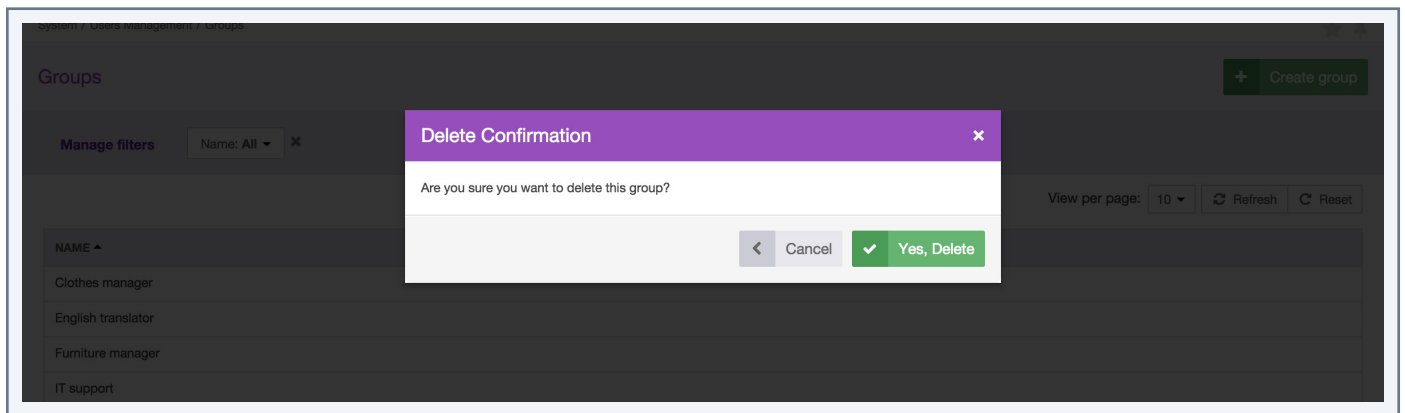 System / Users Management / Groups
Groups
+ Create group
Delete Confirmation ×
Manage filters Name: All ×
Are you sure you want to delete this group?
View per page: 10 Refresh Reset
Cancel Yes, Delete
NAME
Clothes manager
English translator
Furniture manager
IT support